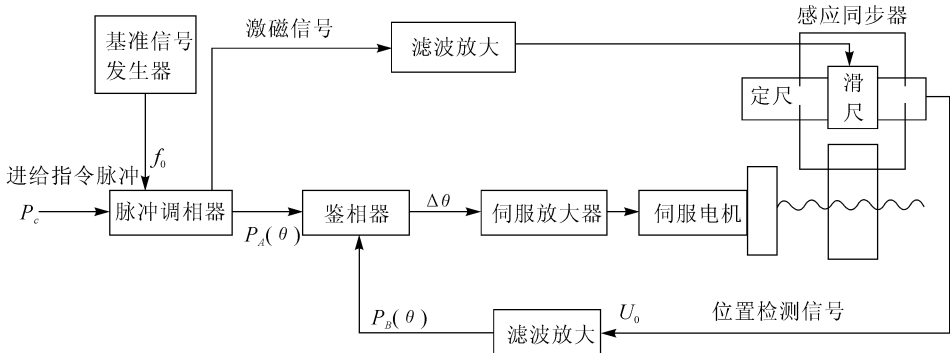 感应同步器
基准信号
发生器
激磁信号
滤波放大
定尺
滑
尺
f₀
进给指令脉冲
P_c
脉冲调相器
P_A(θ)
鉴相器
Δθ
伺服放大器
伺服电机
P_B(θ)
滤波放大
U₀
位置检测信号